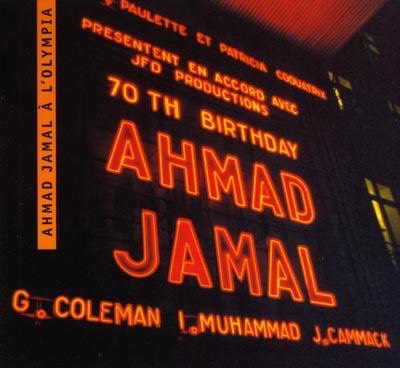 AHMAD JAMAL À L'OLYMPIA
PAULETTE ET PATRICIA COQUATRIX
PRESENTENT EN ACCORD AVEC
JFD PRODUCTIONS
70 TH BIRTHDAY
AHMAD
JAMAL
G. COLEMAN I. MUHAMMAD J. CAMMACK